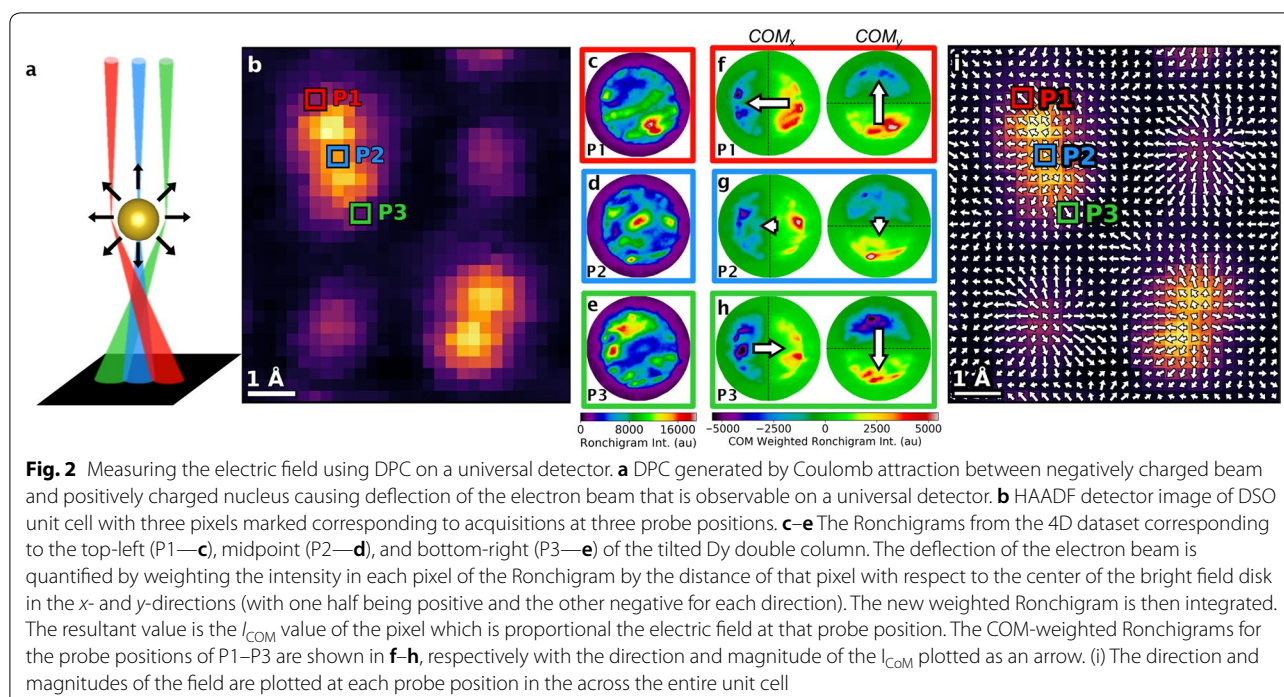 a
b
P1
P2
P3
1 Å
c
P1
d
P2
e
P3
0 8000 16000
Ronchigram Int. (au)
COMx COMy
f
P1
g
P2
h
P3
−5000 −2500 0 2500 5000
COM Weighted Ronchigram Int. (au)
i
P1
P2
P3
1 Å
Fig. 2 Measuring the electric field using DPC on a universal detector. a DPC generated by Coulomb attraction between negatively charged beam
and positively charged nucleus causing deflection of the electron beam that is observable on a universal detector. b HAADF detector image of DSO
unit cell with three pixels marked corresponding to acquisitions at three probe positions. c–e The Ronchigrams from the 4D dataset corresponding
to the top-left (P1—c), midpoint (P2—d), and bottom-right (P3—e) of the tilted Dy double column. The deflection of the electron beam is
quantified by weighting the intensity in each pixel of the Ronchigram by the distance of that pixel with respect to the center of the bright field disk
in the x- and y-directions (with one half being positive and the other negative for each direction). The new weighted Ronchigram is then integrated.
The resultant value is the ICOM value of the pixel which is proportional the electric field at that probe position. The COM-weighted Ronchigrams for
the probe positions of P1–P3 are shown in f–h, respectively with the direction and magnitude of the ICoM plotted as an arrow. (i) The direction and
magnitudes of the field are plotted at each probe position in the across the entire unit cell